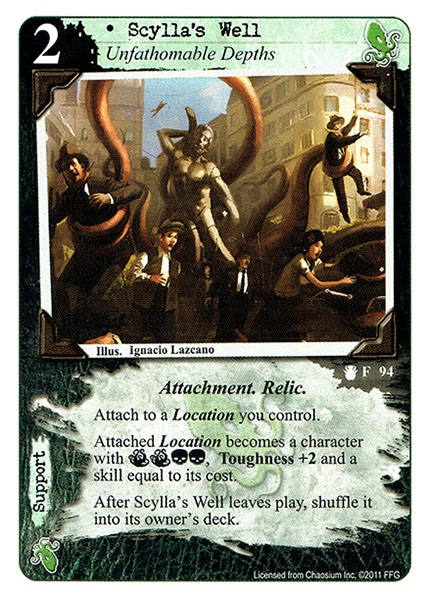 2
• Scylla's Well
Unfathomable Depths
Illus. Ignacio Lazcano
F 94
Attachment. Relic.
Attach to a Location you control.
Attached Location becomes a character
with , Toughness +2 and a
skill equal to its cost.
After Scylla's Well leaves play, shuffle it
into its owner's deck.
Support
Licensed from Chaosium Inc. ©2011 FFG